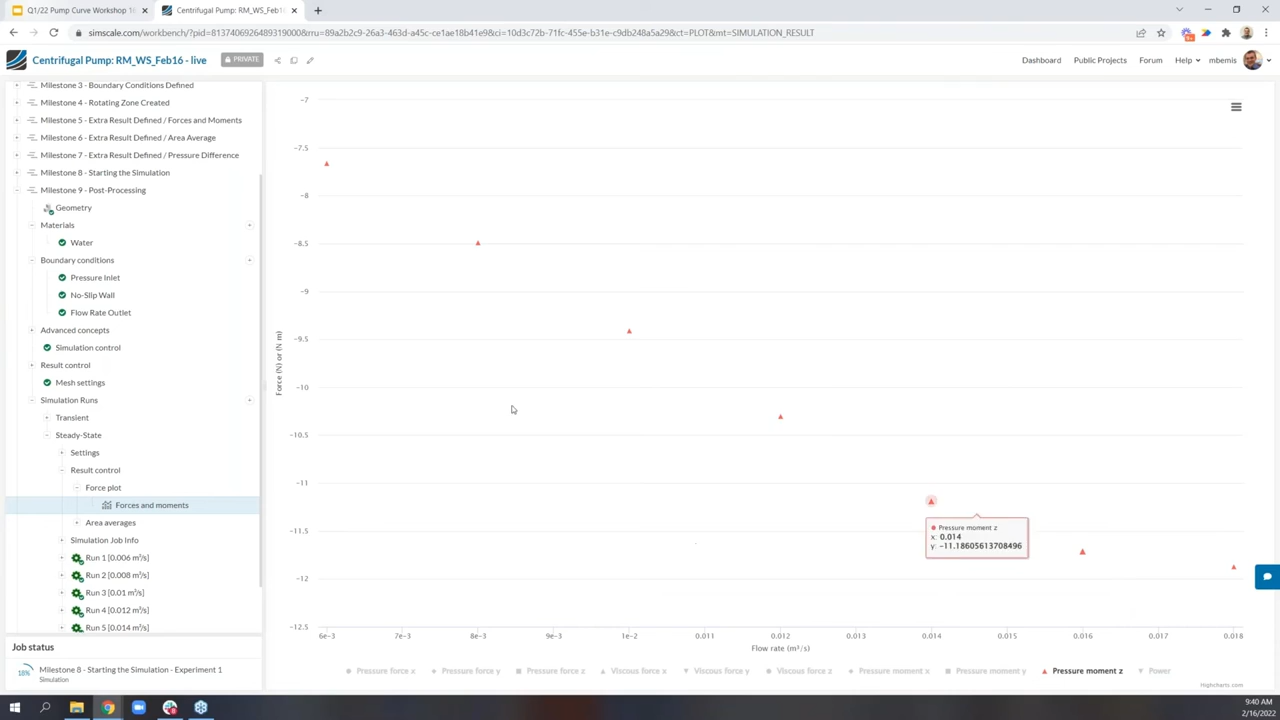 Q1/22 Pump Curve Workshop 16
Centrifugal Pump: RM_WS_Feb16
simscale.com/workbench/?pid=813740692648931900 0&rru=89a2b2c9-26a3-463d-a45c-ce1ae18b41e9&ci=10d3c72b-71fc-455e-b31e-c9db248a5a29&ct=PLOT&mt=SIMULATION_RESULT
Centrifugal Pump: RM_WS_Feb16 - live
PRIVATE
Dashboard
Public Projects
Forum
Help
mbemis
Milestone 3 - Boundary Conditions Defined
Milestone 4 - Rotating Zone Created
Milestone 5 - Extra Result Defined / Forces and Moments
Milestone 6 - Extra Result Defined / Area Average
Milestone 7 - Extra Result Defined / Pressure Difference
Milestone 8 - Starting the Simulation
Milestone 9 - Post-Processing
Geometry
Materials
Water
Boundary conditions
Pressure Inlet
No-Slip Wall
Flow Rate Outlet
Advanced concepts
Simulation control
Result control
Mesh settings
Simulation Runs
Transient
Steady-State
Settings
Result control
Force plot
Forces and moments
Area averages
Simulation Job Info
Run 1 [0.006 m³/s]
Run 2 [0.008 m³/s]
Run 3 [0.01 m³/s]
Run 4 [0.012 m³/s]
Run 5 [0.014 m³/s]
Job status
18%
Milestone 8 - Starting the Simulation - Experiment 1
Simulation
Force (N) or (N m)
-7
-7.5
-8
-8.5
-9
-9.5
-10
-10.5
-11
-11.5
-12
-12.5
Pressure moment z
x: 0.014
y: -11.18605613708496
6e-3 7e-3 8e-3 9e-3 1e-2 0.011 0.012 0.013 0.014 0.015 0.016 0.017 0.018
Flow rate (m³/s)
Pressure force x Pressure force y Pressure force z Viscous force x Viscous force y Viscous force z Pressure moment x Pressure moment y Pressure moment z Power
Highcharts.com
9:40 AM
2/16/2022